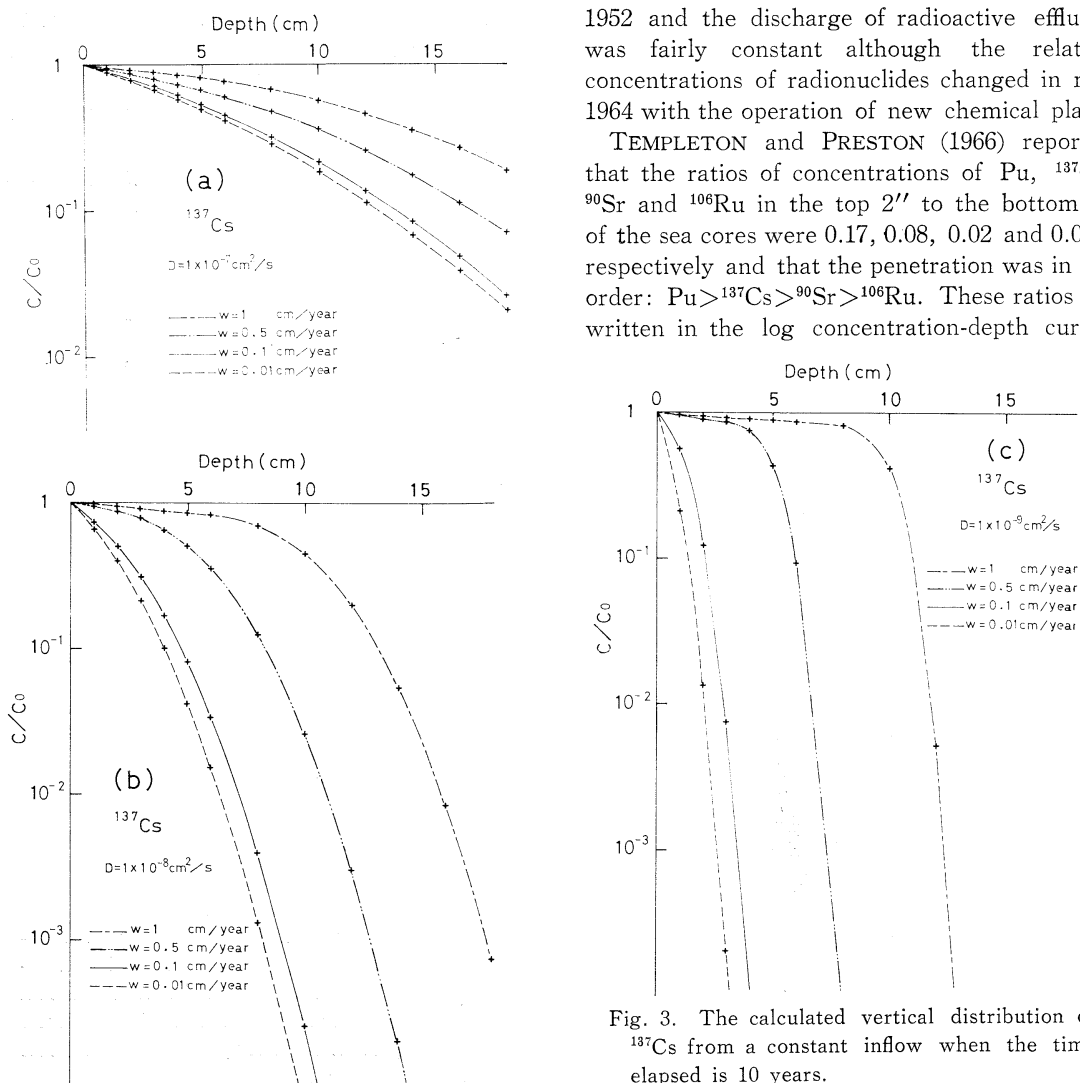 Depth (cm)
0 5 10 15
1
10⁻¹
10⁻²
C/Co
(a)
¹³⁷Cs
D=1×10⁻⁷cm²/s
w=1 cm/year
w=0.5 cm/year
w=0.1 cm/year
w=0.01cm/year
Depth (cm)
0 5 10 15
1
10⁻¹
10⁻²
10⁻³
C/Co
(b)
¹³⁷Cs
D=1×10⁻⁸cm²/s
w=1 cm/year
w=0.5 cm/year
w=0.1 cm/year
w=0.01cm/year
1952 and the discharge of radioactive efflu
was fairly constant although the relat
concentrations of radionuclides changed in
1964 with the operation of new chemical pla
TEMPLETON and PRESTON (1966) repor
that the ratios of concentrations of Pu, ¹³⁷
⁹⁰Sr and ¹⁰⁶Ru in the top 2″ to the bottom
of the sea cores were 0.17, 0.08, 0.02 and 0.0
respectively and that the penetration was in
order: Pu>¹³⁷Cs>⁹⁰Sr>¹⁰⁶Ru. These ratios
written in the log concentration-depth cur
Depth (cm)
0 5 10 15
1
10⁻¹
10⁻²
10⁻³
C/Co
(c)
¹³⁷Cs
D=1×10⁻⁹cm²/s
w=1 cm/year
w=0.5 cm/year
w=0.1 cm/year
w=0.01cm/year
Fig. 3. The calculated vertical distribution
¹³⁷Cs from a constant inflow when the tim
elapsed is 10 years.